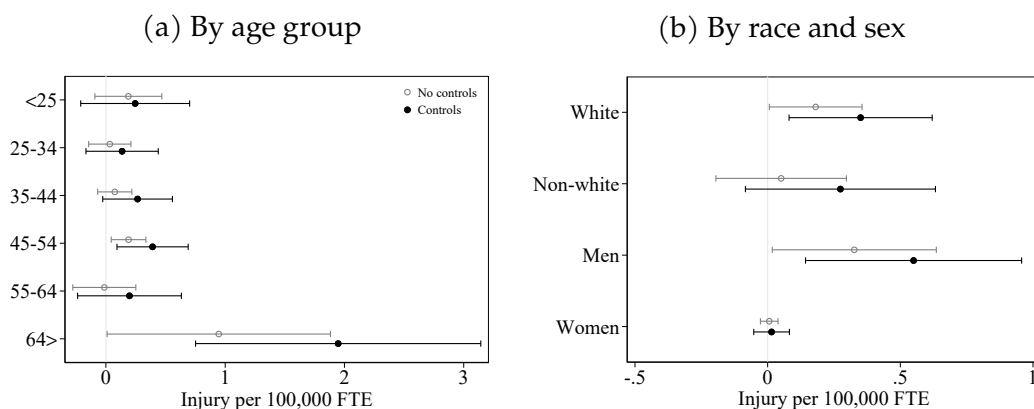 (a) By age group
<25
25-34
35-44
45-54
55-64
64>
No controls
Controls
0 1 2 3
Injury per 100,000 FTE
(b) By race and sex
White
Non-white
Men
Women
-.5 0 .5 1
Injury per 100,000 FTE